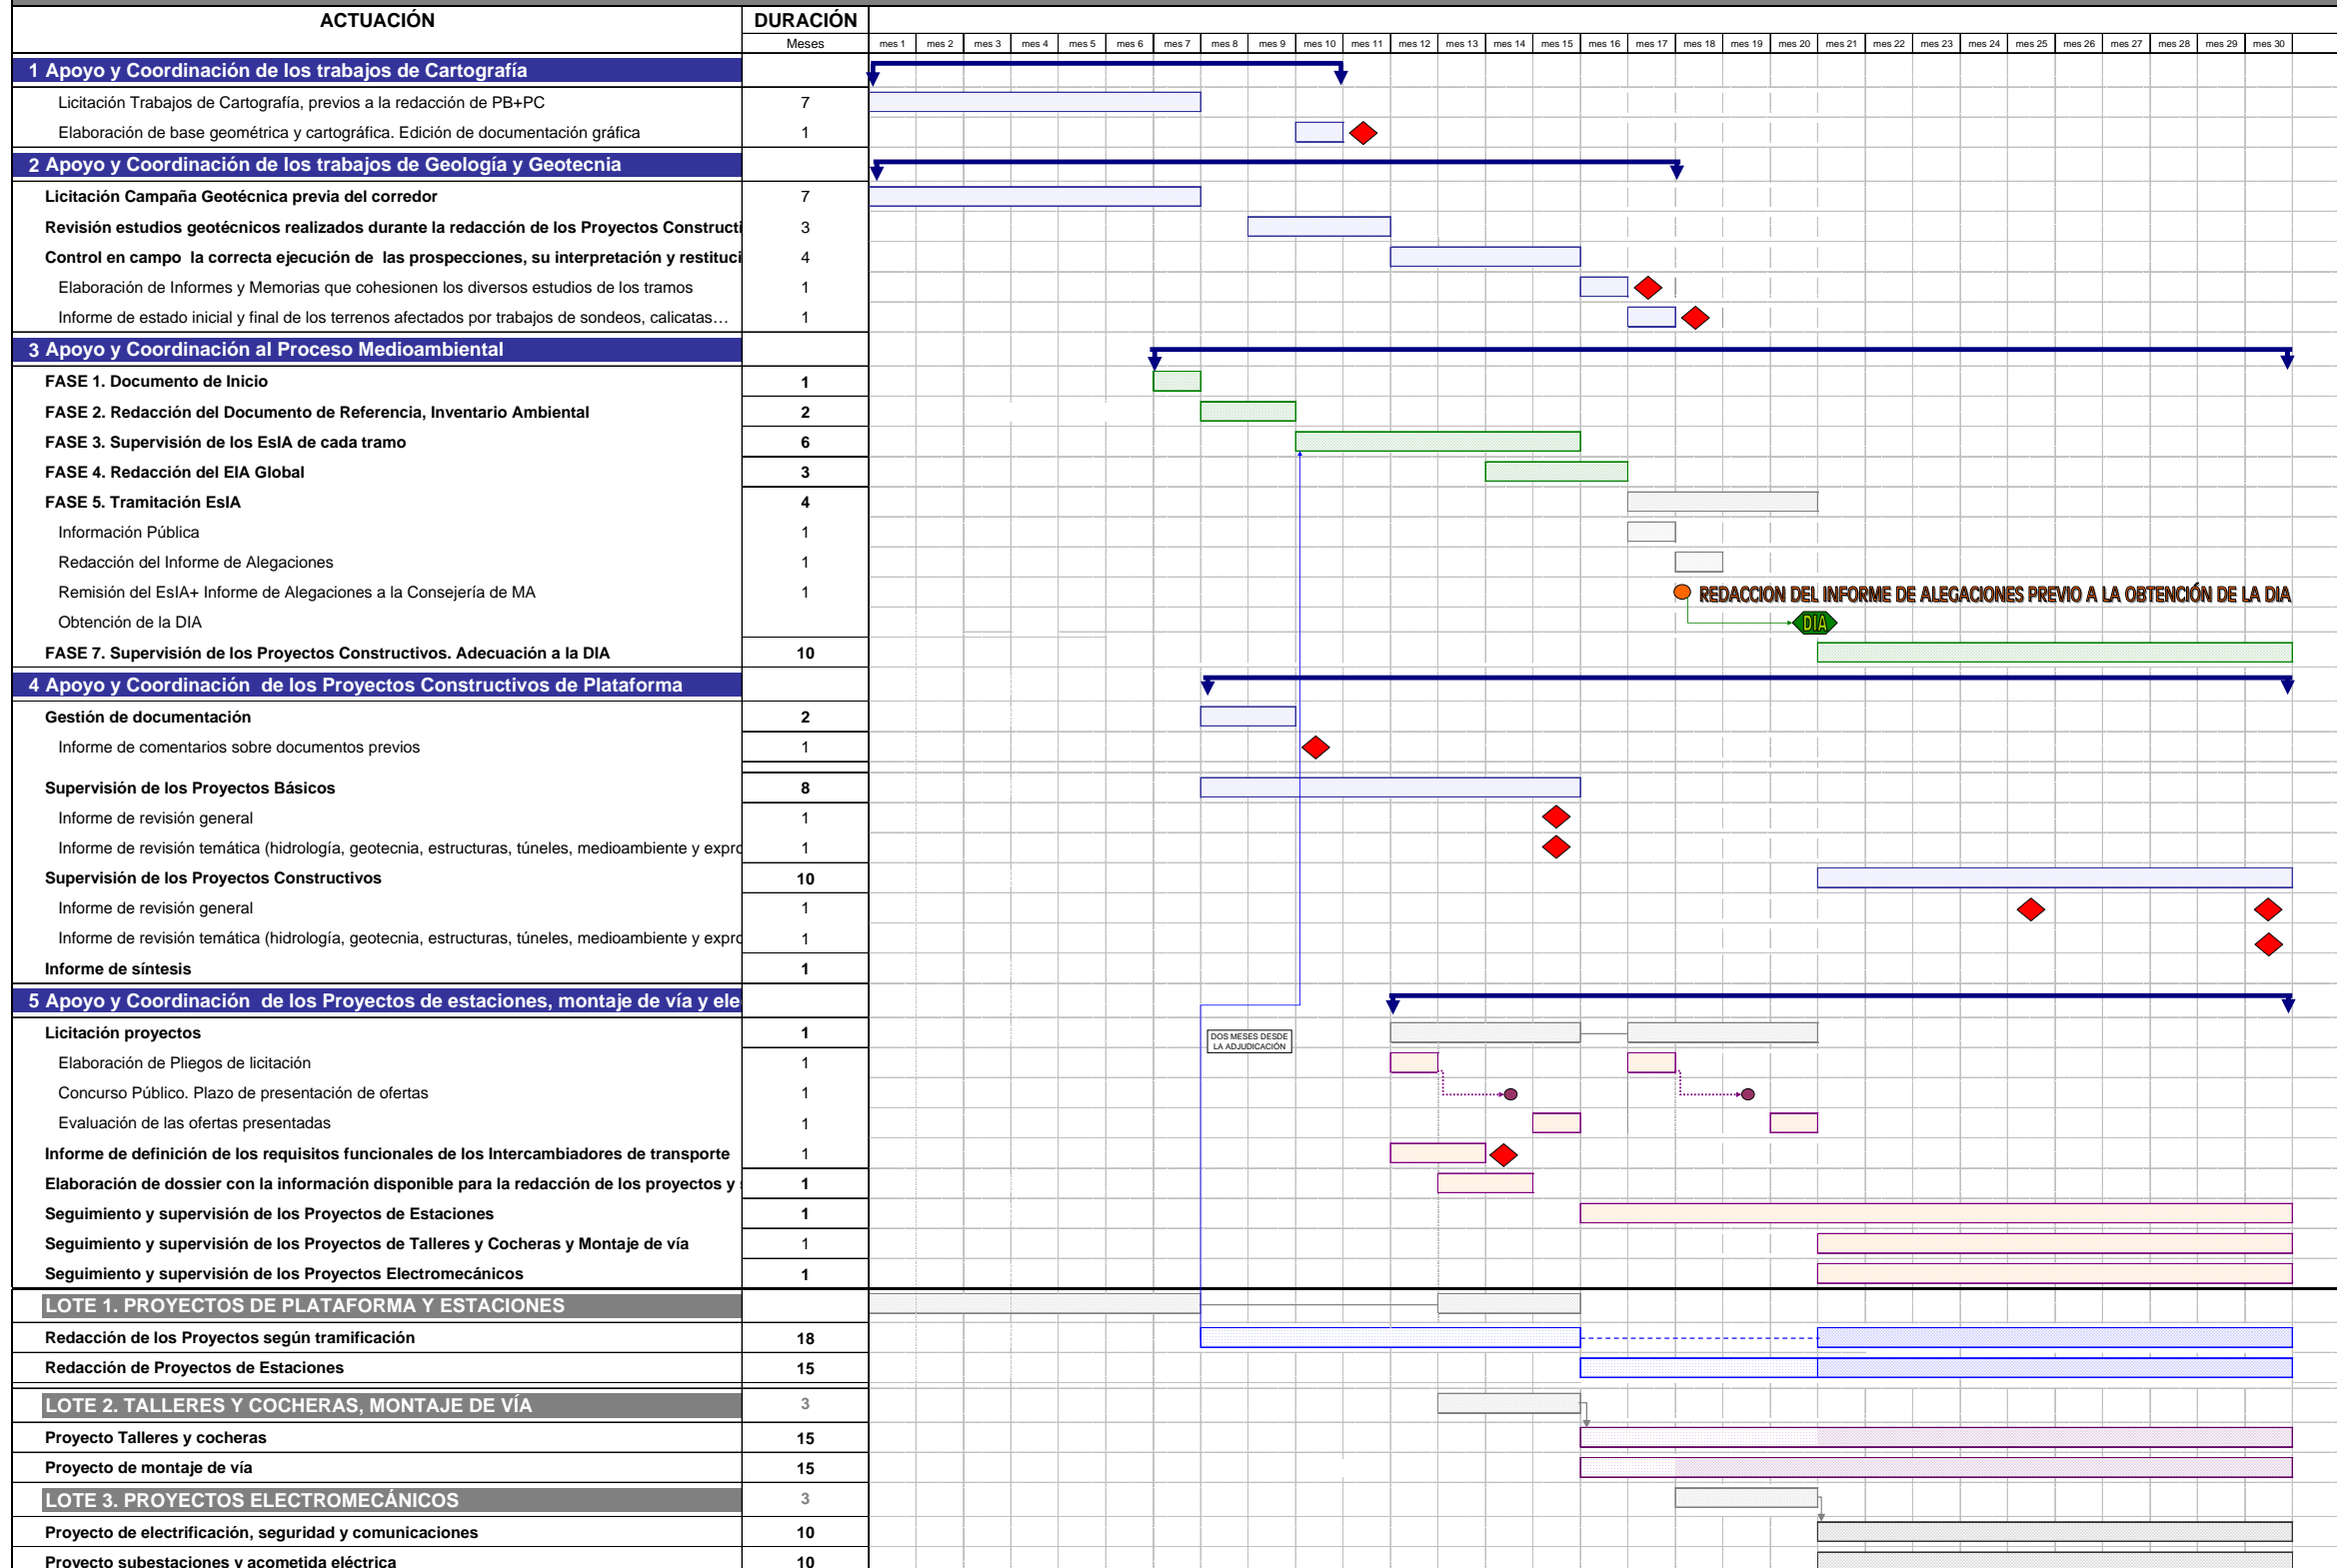 ACTUACIÓN DURACIÓN
Meses mes 1 mes 2 mes 3 mes 4 mes 5 mes 6 mes 7 mes 8 mes 9 mes 10 mes 11 mes 12 mes 13 mes 14 mes 15 mes 16 mes 17 mes 18 mes 19 mes 20 mes 21 mes 22 mes 23 mes 24 mes 25 mes 26 mes 27 mes 28 mes 29 mes 30
1 Apoyo y Coordinación de los trabajos de Cartografía
Licitación Trabajos de Cartografía, previos a la redacción de PB+PC 7
Elaboración de base geométrica y cartográfica. Edición de documentación gráfica 1
2 Apoyo y Coordinación de los trabajos de Geología y Geotecnia
Licitación Campaña Geotécnica previa del corredor 7
Revisión estudios geotécnicos realizados durante la redacción de los Proyectos Constructi 3
Control en campo la correcta ejecución de las prospecciones, su interpretación y restituci 4
Elaboración de Informes y Memorias que cohesionen los diversos estudios de los tramos 1
Informe de estado inicial y final de los terrenos afectados por trabajos de sondeos, calicatas… 1
3 Apoyo y Coordinación al Proceso Medioambiental
FASE 1. Documento de Inicio 1
FASE 2. Redacción del Documento de Referencia, Inventario Ambiental 2
FASE 3. Supervisión de los EsIA de cada tramo 6
FASE 4. Redacción del EIA Global 3
FASE 5. Tramitación EsIA 4
Información Pública 1
Redacción del Informe de Alegaciones 1
Remisión del EsIA+ Informe de Alegaciones a la Consejería de MA 1 REDACCION DEL INFORME DE ALEGACIONES PREVIO A LA OBTENCIÓN DE LA DIA
Obtención de la DIA DIA
FASE 7. Supervisión de los Proyectos Constructivos. Adecuación a la DIA 10
4 Apoyo y Coordinación de los Proyectos Constructivos de Plataforma
Gestión de documentación 2
Informe de comentarios sobre documentos previos 1
Supervisión de los Proyectos Básicos 8
Informe de revisión general 1
Informe de revisión temática (hidrología, geotecnia, estructuras, túneles, medioambiente y expro 1
Supervisión de los Proyectos Constructivos 10
Informe de revisión general 1
Informe de revisión temática (hidrología, geotecnia, estructuras, túneles, medioambiente y expro 1
Informe de síntesis 1
5 Apoyo y Coordinación de los Proyectos de estaciones, montaje de vía y ele
Licitación proyectos 1
DOS MESES DESDE
LA ADJUDICACIÓN
Elaboración de Pliegos de licitación 1
Concurso Público. Plazo de presentación de ofertas 1
Evaluación de las ofertas presentadas 1
Informe de definición de los requisitos funcionales de los Intercambiadores de transporte 1
Elaboración de dossier con la información disponible para la redacción de los proyectos y 1
Seguimiento y supervisión de los Proyectos de Estaciones 1
Seguimiento y supervisión de los Proyectos de Talleres y Cocheras y Montaje de vía 1
Seguimiento y supervisión de los Proyectos Electromecánicos 1
LOTE 1. PROYECTOS DE PLATAFORMA Y ESTACIONES
Redacción de los Proyectos según tramificación 18
Redacción de Proyectos de Estaciones 15
LOTE 2. TALLERES Y COCHERAS, MONTAJE DE VÍA 3
Proyecto Talleres y cocheras 15
Proyecto de montaje de vía 15
LOTE 3. PROYECTOS ELECTROMECÁNICOS 3
Proyecto de electrificación, seguridad y comunicaciones 10
Proyecto subestaciones y acometida eléctrica 10